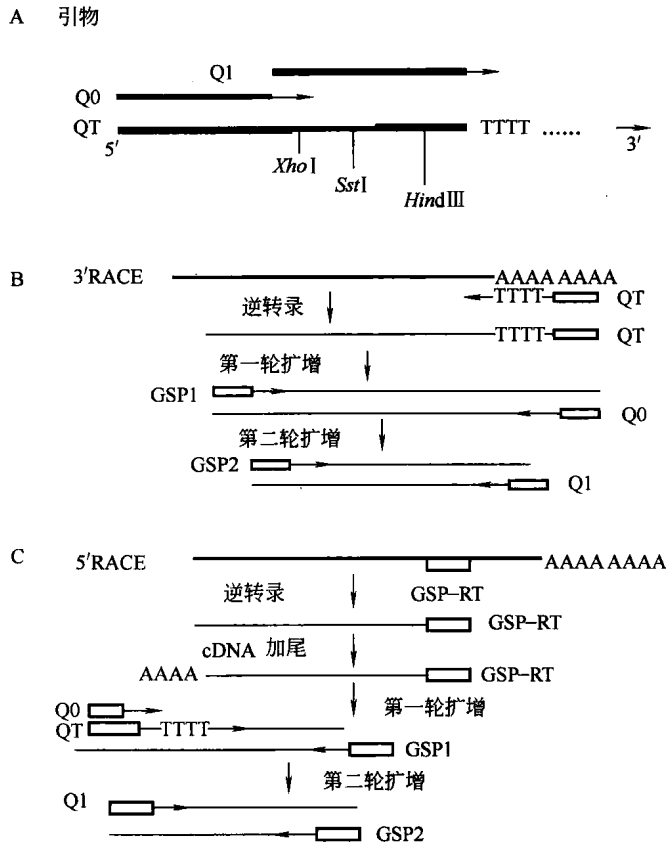 A 引物
Q1
Q0
QT TTTT ……
5′ 3′
XhoI
SstI
HindIII
B 3′RACE AAAA AAAA
TTTT QT
逆转录
TTTT QT
第一轮扩增
GSP1
Q0
第二轮扩增
GSP2
Q1
C 5′RACE AAAA AAAA
GSP-RT
逆转录
GSP-RT
cDNA 加尾
AAAA GSP-RT
第一轮扩增
Q0
QT TTTT
GSP1
第二轮扩增
Q1
GSP2